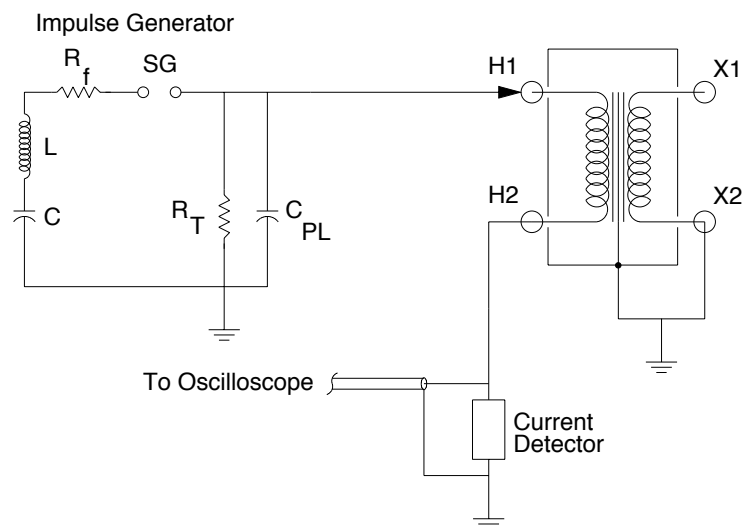 Impulse Generator
R
f
SG
L
C
R
T
C
PL
H1
H2
X1
X2
To Oscilloscope
Current
Detector